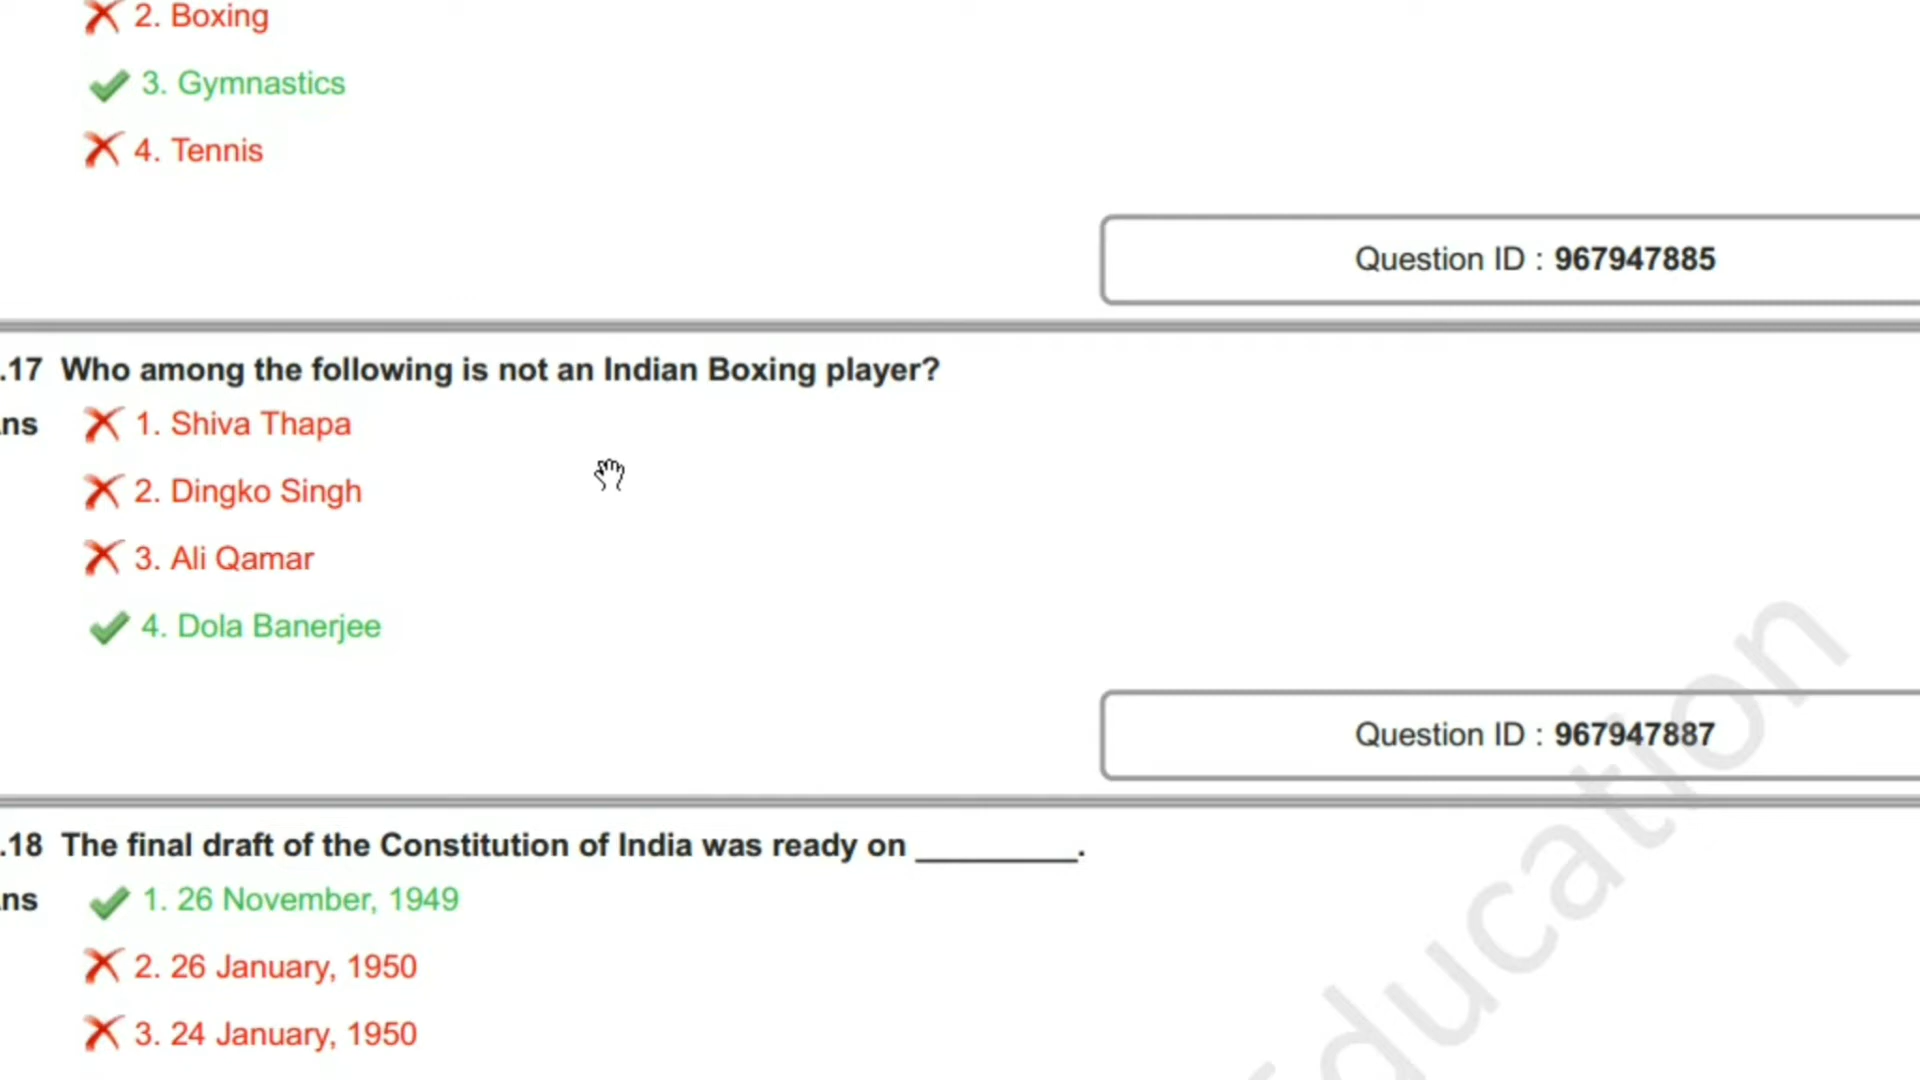 2. Boxing
3. Gymnastics
4. Tennis
Question ID : 967947885
.17 Who among the following is not an Indian Boxing player?
ns 1. Shiva Thapa
2. Dingko Singh
3. Ali Qamar
4. Dola Banerjee
Question ID : 967947887
.18 The final draft of the Constitution of India was ready on _________.
ns 1. 26 November, 1949
2. 26 January, 1950
3. 24 January, 1950
Education